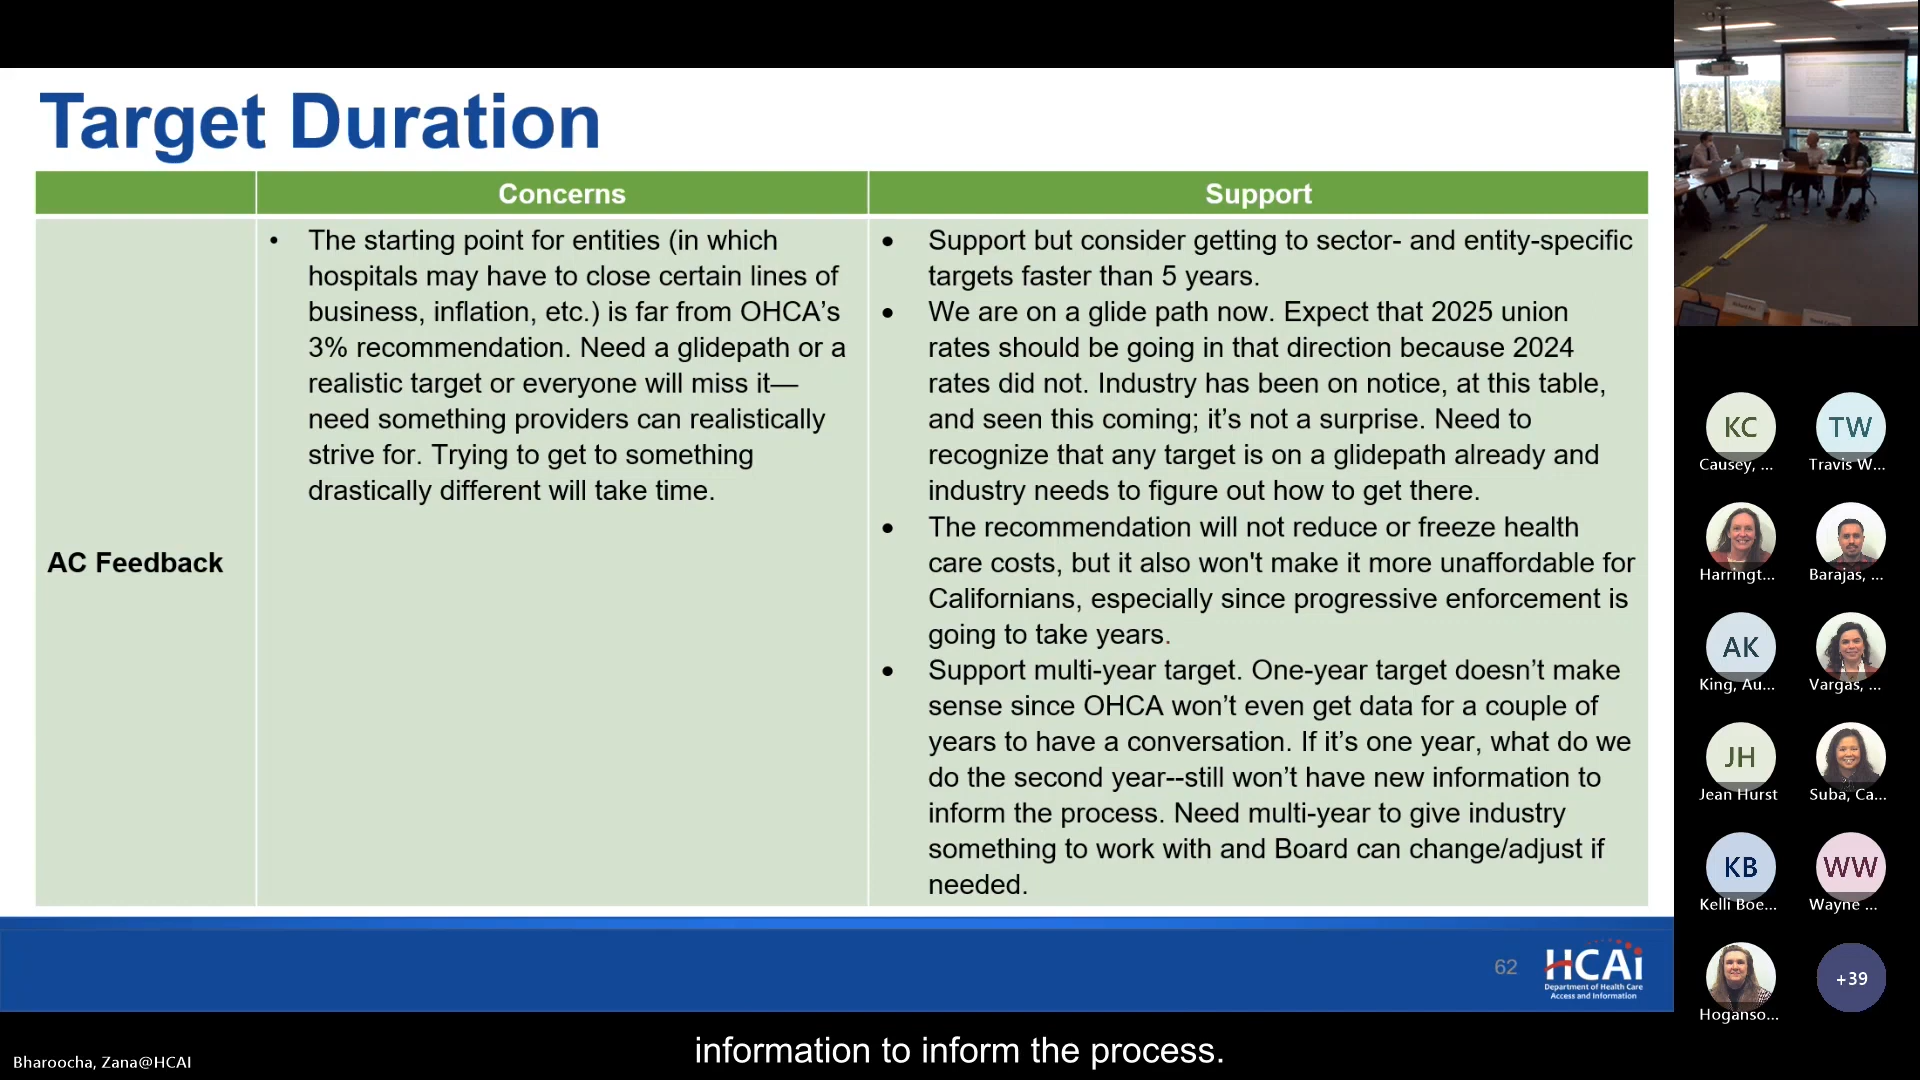 Target Duration
Concerns
Support
AC Feedback
• The starting point for entities (in which
hospitals may have to close certain lines of
business, inflation, etc.) is far from OHCA’s
3% recommendation. Need a glidepath or a
realistic target or everyone will miss it—
need something providers can realistically
strive for. Trying to get to something
drastically different will take time.
• Support but consider getting to sector- and entity-specific
targets faster than 5 years.
• We are on a glide path now. Expect that 2025 union
rates should be going in that direction because 2024
rates did not. Industry has been on notice, at this table,
and seen this coming; it’s not a surprise. Need to
recognize that any target is on a glidepath already and
industry needs to figure out how to get there.
• The recommendation will not reduce or freeze health
care costs, but it also won't make it more unaffordable for
Californians, especially since progressive enforcement is
going to take years.
• Support multi-year target. One-year target doesn’t make
sense since OHCA won’t even get data for a couple of
years to have a conversation. If it’s one year, what do we
do the second year--still won’t have new information to
inform the process. Need multi-year to give industry
something to work with and Board can change/adjust if
needed.
62
HCAi
Department of Health Care
Access and Information
KC
Causey, ...
TW
Travis W...
Harringt...
Barajas, ...
AK
King, Au...
Vargas, ...
JH
Jean Hurst
Suba, Ca...
KB
Kelli Boe...
WW
Wayne ...
Hoganso...
+39
information to inform the process.
Bharoocha, Zana@HCAI